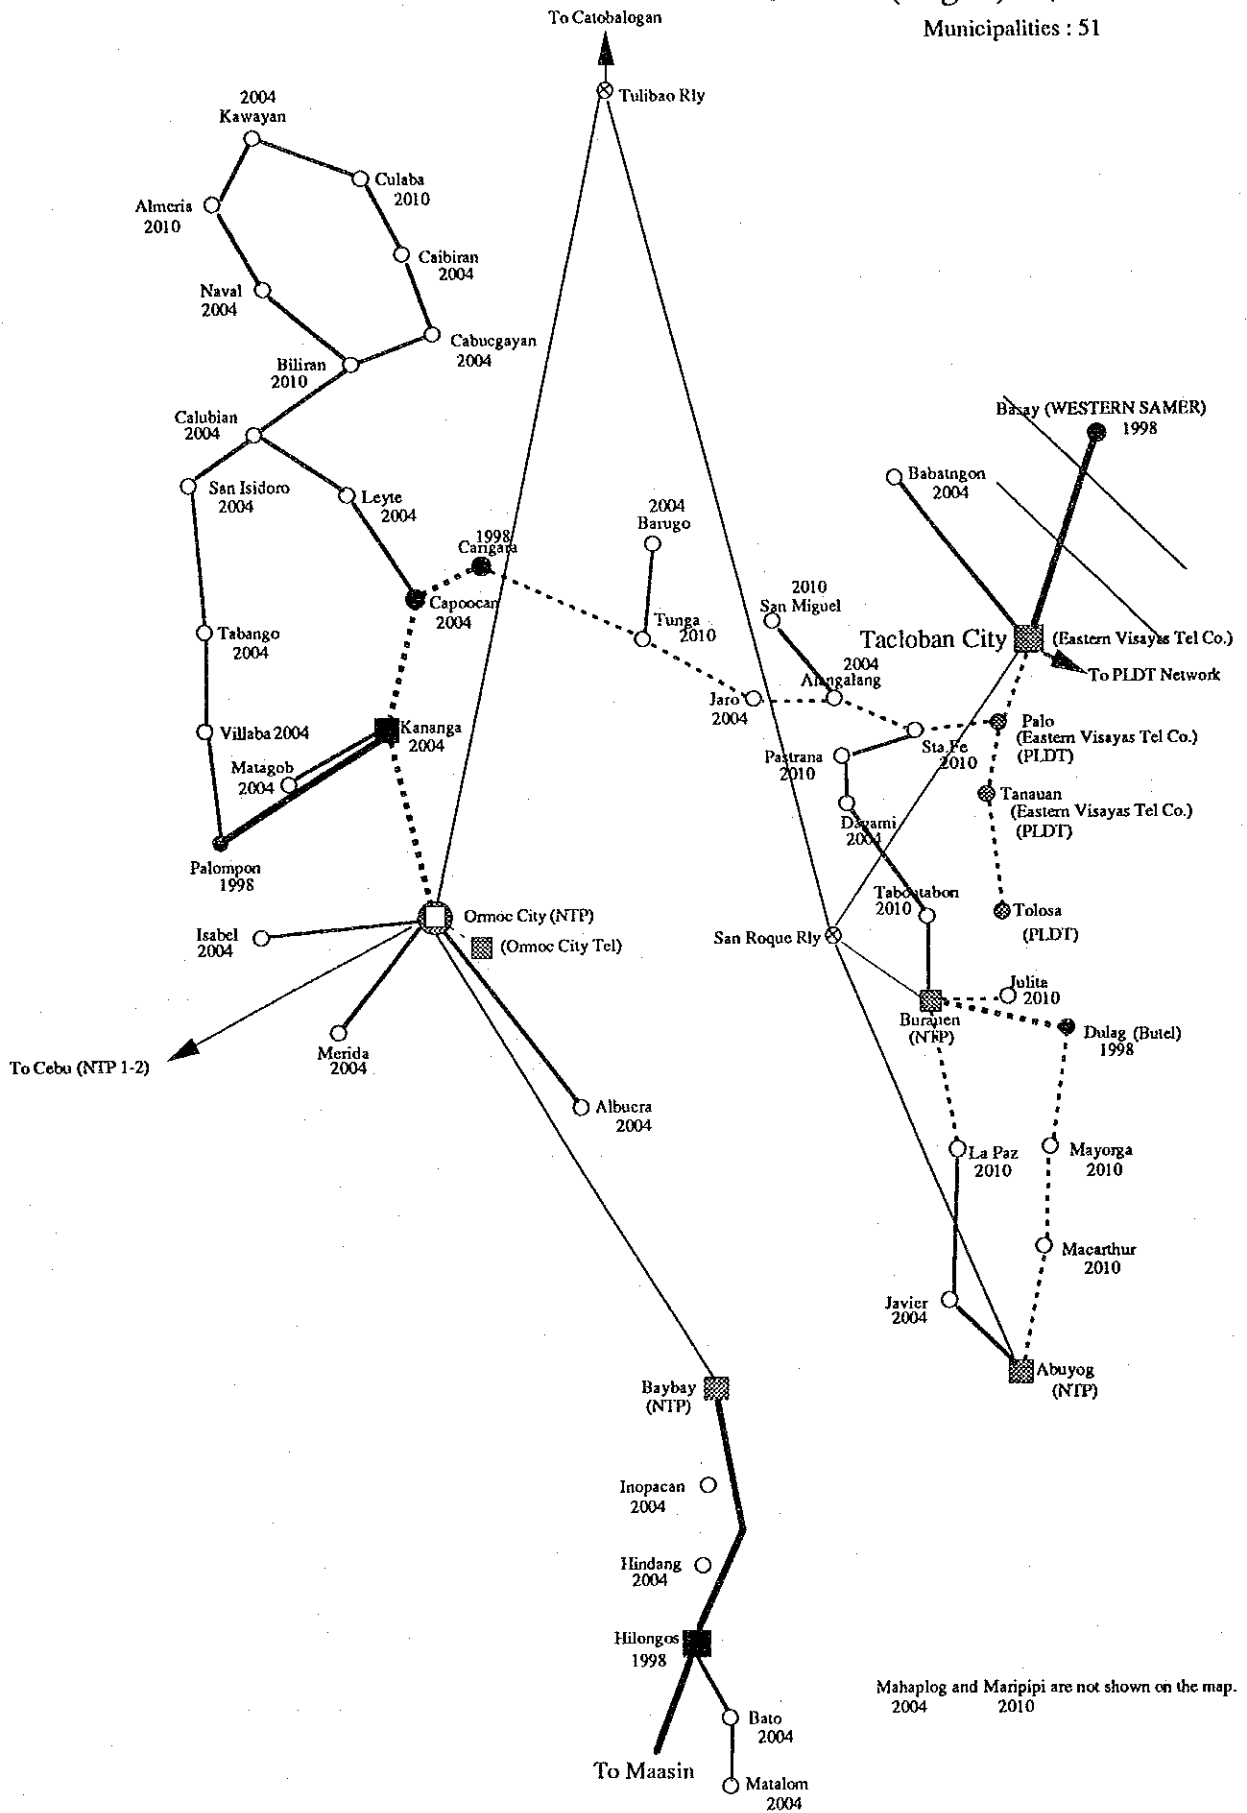 To Catobalogan
Municipalities : 51
Tulibao Rly
2004
Kawayan
Culaba
2010
Almeria
2010
Caibiran
2004
Naval
2004
Cabucgayan
2004
Biliran
2010
Basay (WESTERN SAMER)
1998
Calubian
2004
Babatngon
2004
San Isidoro
2004
Leyte
2004
2004
Barugo
1998
Carigara
2010
San Miguel
Capoocan
2004
Tunga
2010
Tabango
2004
Tacloban City
(Eastern Visayas Tel Co.)
2004
Alangalang
To PLDT Network
Jaro
2004
Villaba 2004
Kananga
2004
Palo
(Eastern Visayas Tel Co.)
(PLDT)
Sta.Fe
2010
Pastrana
2010
Matagob
2004
Tanauan
(Eastern Visayas Tel Co.)
(PLDT)
Dagami
2004
Palompon
1998
Taboutabon
2010
Tolosa
(PLDT)
Ormoc City (NTP)
(Ormoc City Tel)
Isabel
2004
San Roque Rly
Julita
2010
Burauen
(NTP)
Dulag (Butel)
1998
Merida
2004
To Cebu (NTP 1-2)
Albucra
2004
La Paz
2010
Mayorga
2010
Macarthur
2010
Javier
2004
Abuyog
(NTP)
Baybay
(NTP)
Inopacan
2004
Hindang
2004
Hilongos
1998
Mahaplog and Maripipi are not shown on the map.
2004 2010
Bato
2004
To Maasin
Matalom
2004